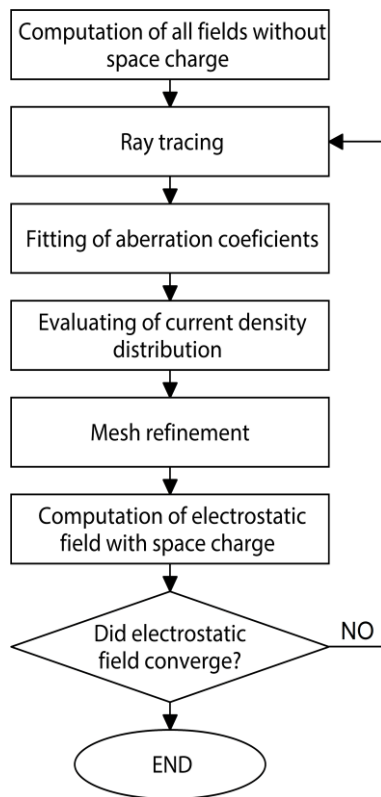 Computation of all fields without
space charge
Ray tracing
Fitting of aberration coeficients
Evaluating of current density
distribution
Mesh refinement
Computation of electrostatic
field with space charge
Did electrostatic
field converge?
NO
END